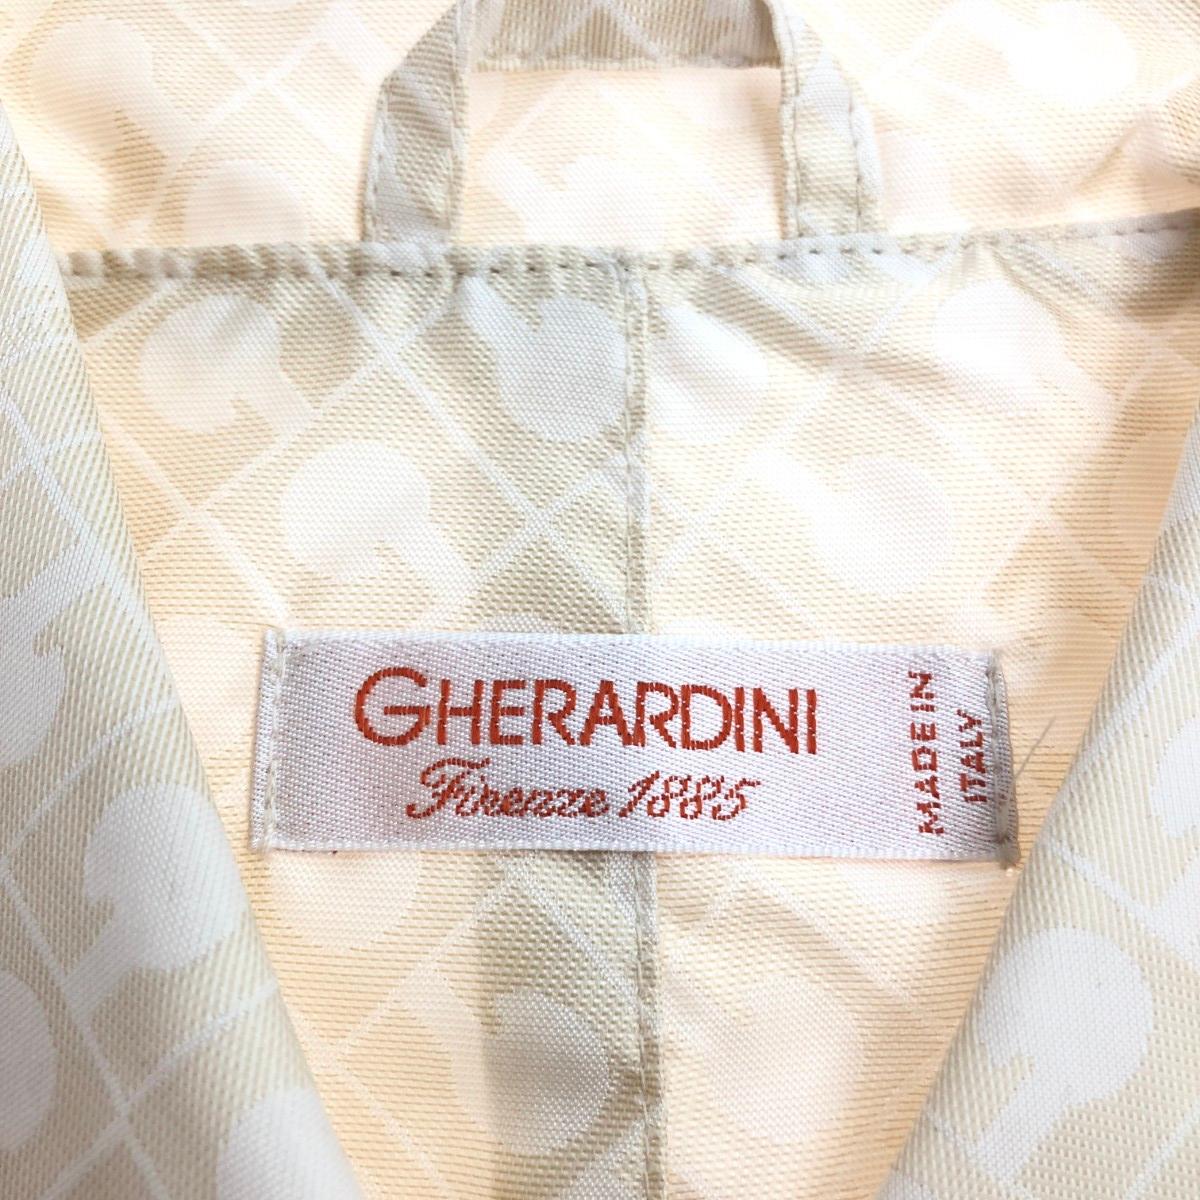 GHERARDINI
Firenze 1885
MADE IN
ITALY